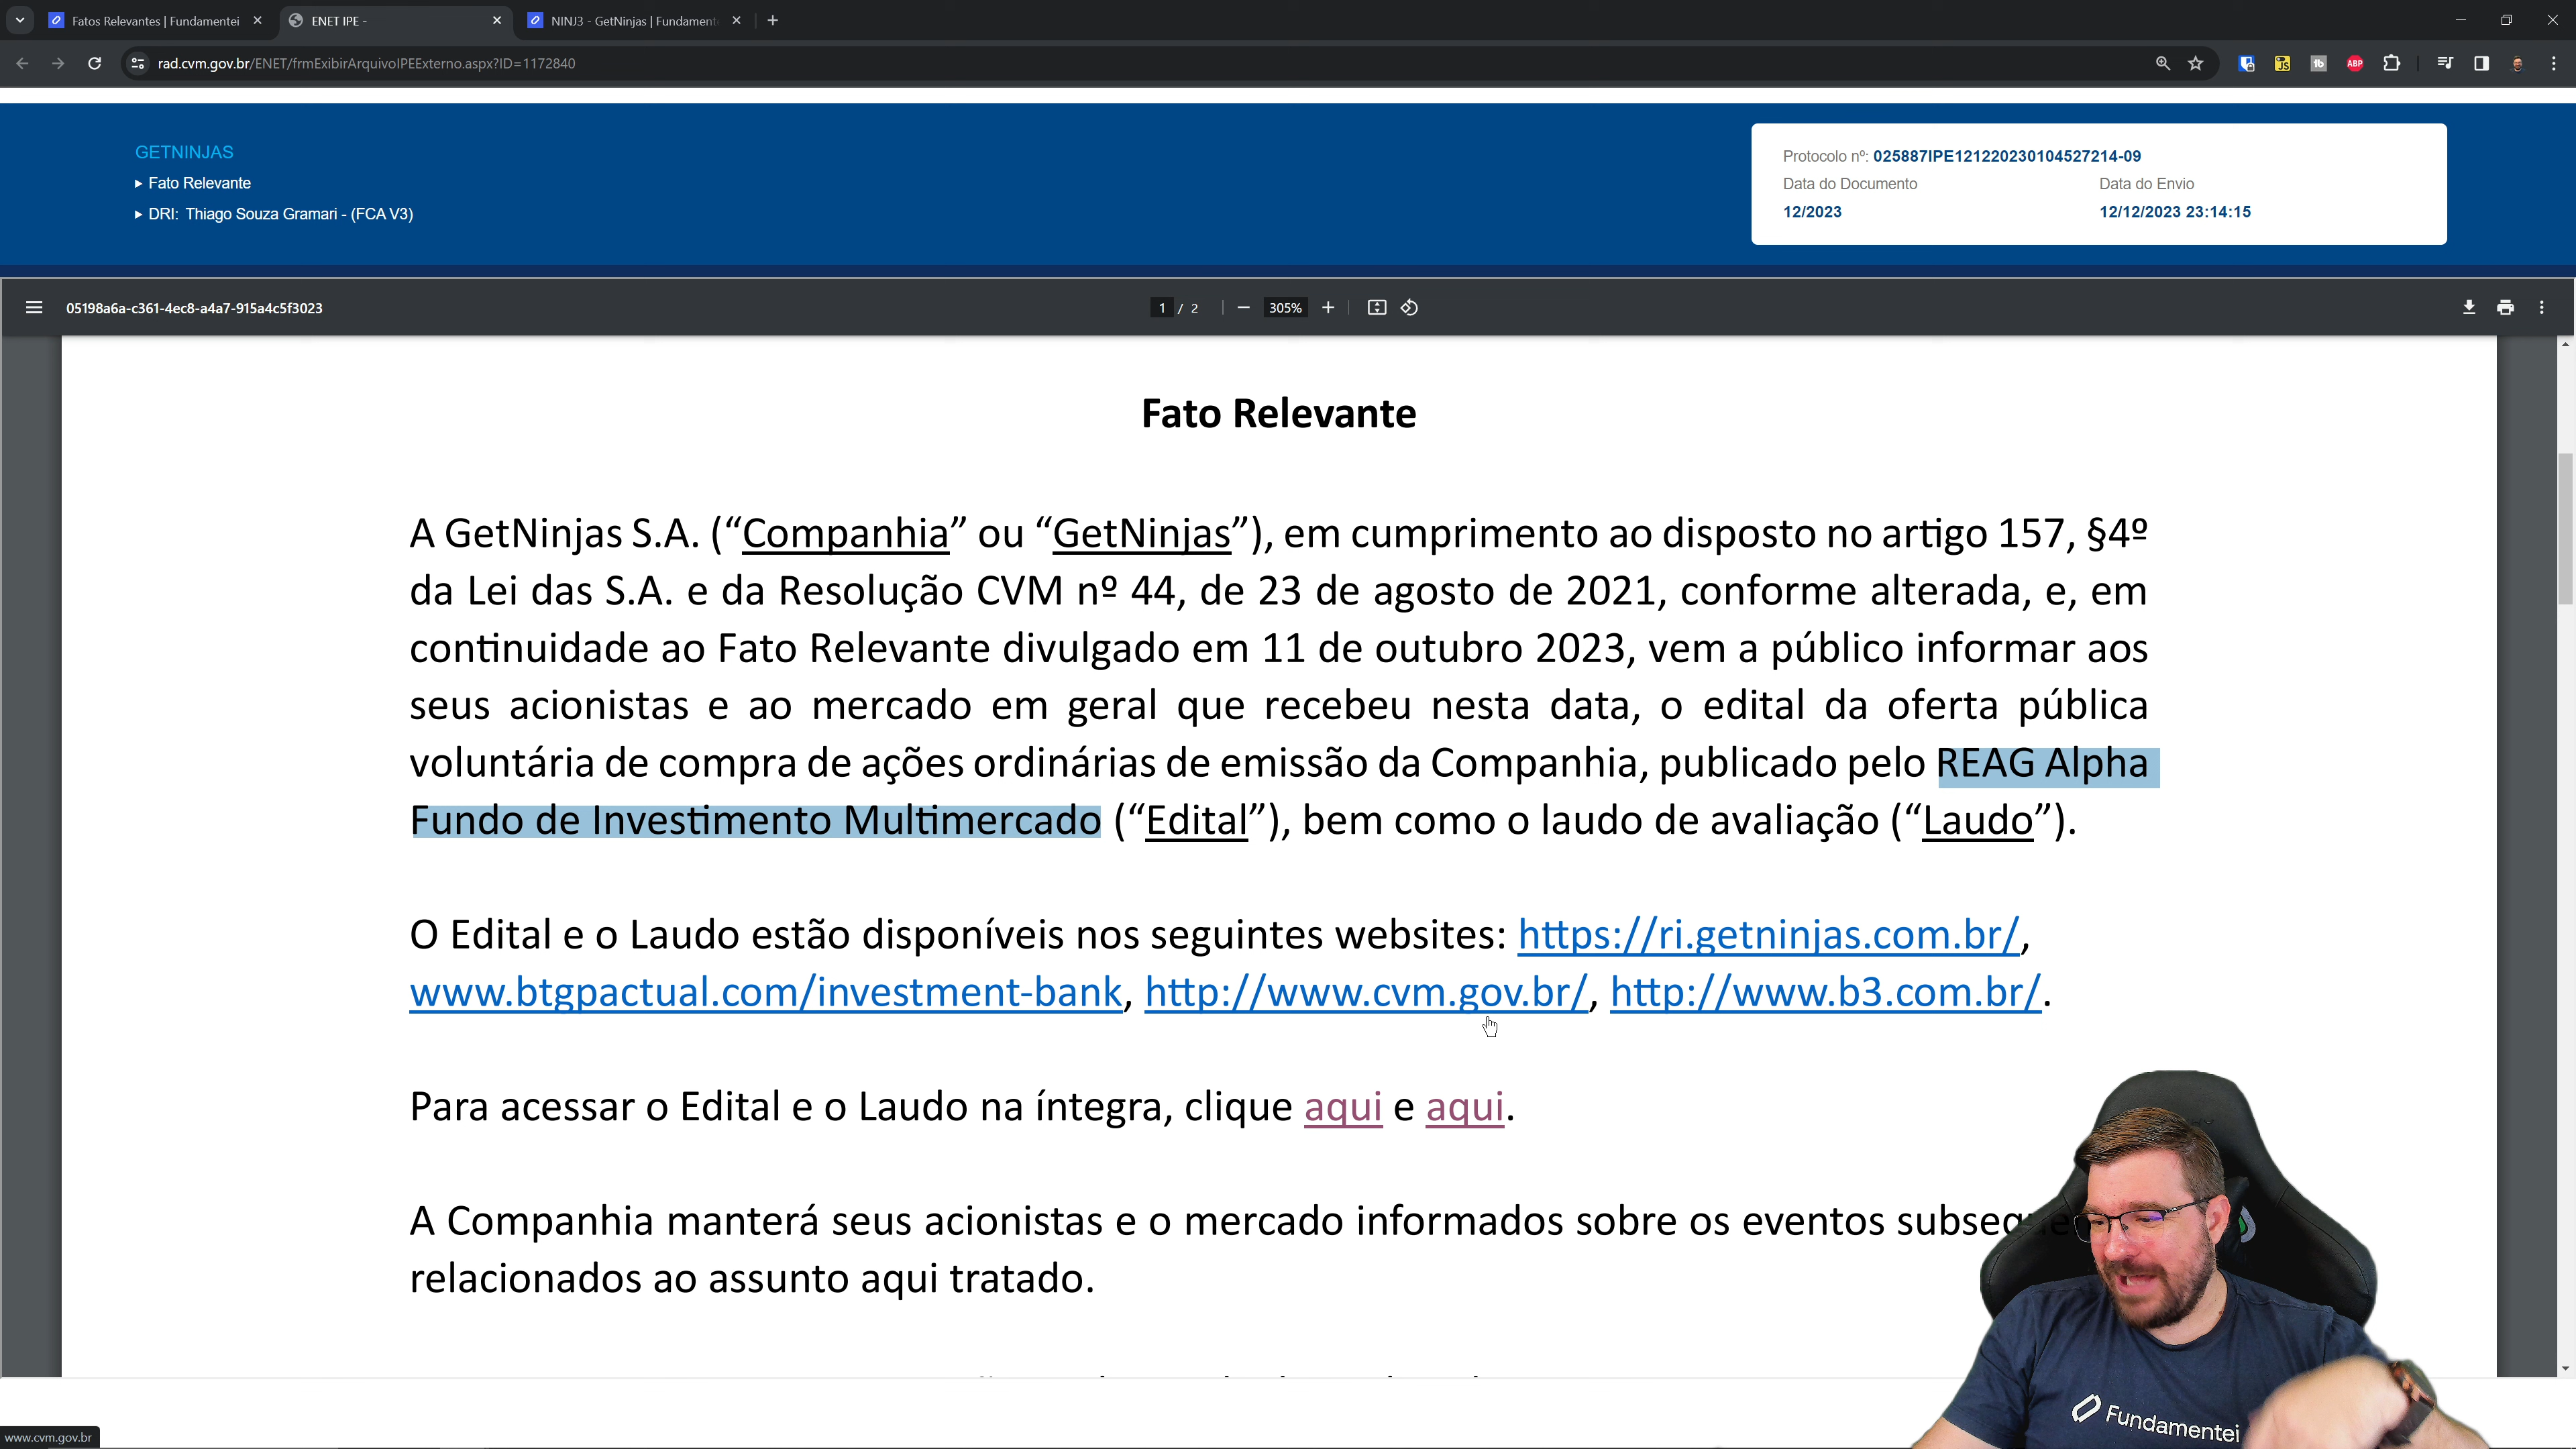 Fatos Relevantes | Fundamentei
ENET IPE -
NINJ3 - GetNinjas | Fundament
rad.cvm.gov.br/ENET/frmExibirArquivoIPEExterno.aspx?ID=1172840
JS
tb
ABP
GETNINJAS
Fato Relevante
DRI: Thiago Souza Gramari - (FCA V3)
Protocolo nº: 025887IPE121220230104527214-09
Data do Documento Data do Envio
12/2023 12/12/2023 23:14:15
05198a6a-c361-4ec8-a4a7-915a4c5f3023
1 / 2
305%
Fato Relevante
A GetNinjas S.A. (“Companhia” ou “GetNinjas”), em cumprimento ao disposto no artigo 157, §4º
da Lei das S.A. e da Resolução CVM nº 44, de 23 de agosto de 2021, conforme alterada, e, em
continuidade ao Fato Relevante divulgado em 11 de outubro 2023, vem a público informar aos
seus acionistas e ao mercado em geral que recebeu nesta data, o edital da oferta pública
voluntária de compra de ações ordinárias de emissão da Companhia, publicado pelo REAG Alpha
Fundo de Investimento Multimercado (“Edital”), bem como o laudo de avaliação (“Laudo”).
O Edital e o Laudo estão disponíveis nos seguintes websites: https://ri.getninjas.com.br/,
www.btgpactual.com/investment-bank, http://www.cvm.gov.br/, http://www.b3.com.br/.
Para acessar o Edital e o Laudo na íntegra, clique aqui e aqui.
A Companhia manterá seus acionistas e o mercado informados sobre os eventos
relacionados ao assunto aqui tratado.
Fundamentei
www.cvm.gov.br